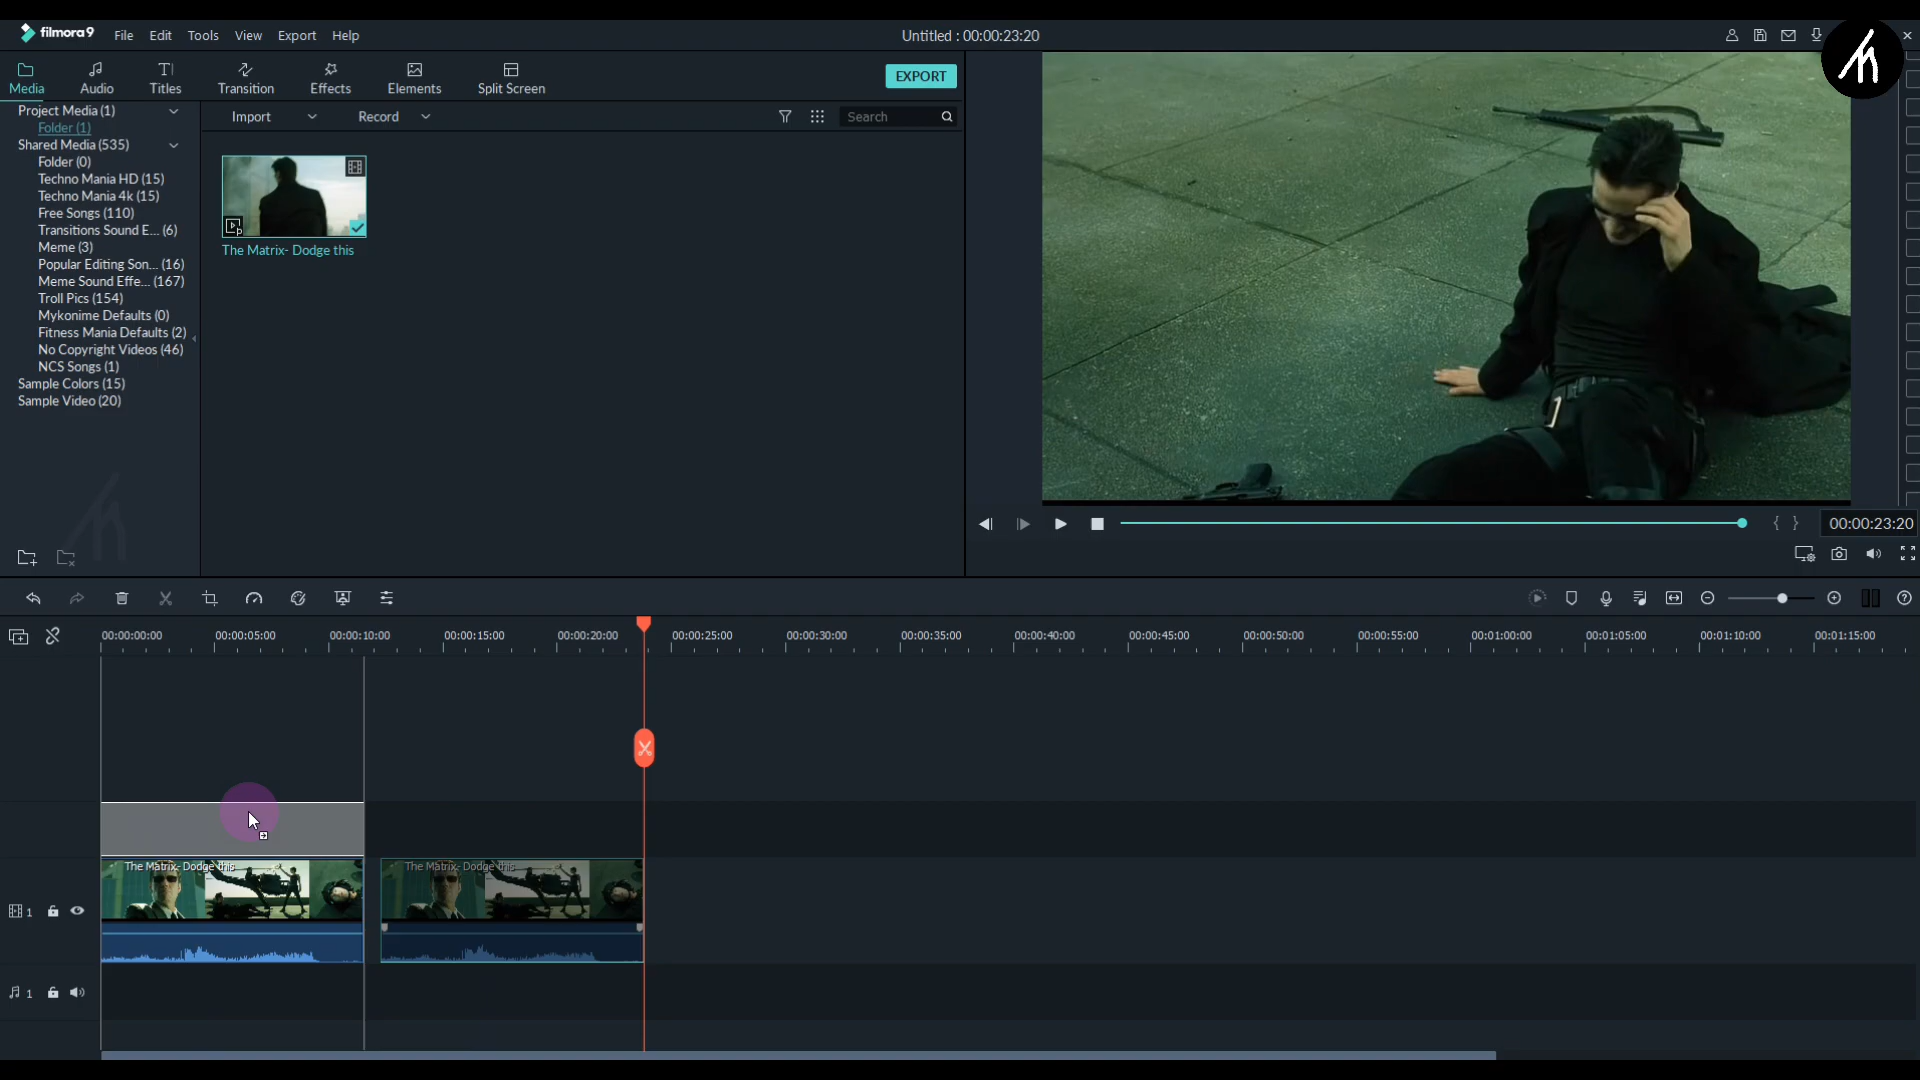 filmora9 File Edit Tools View Export Help Untitled : 00:00:23:20
Media Audio Titles Transition Effects Elements Split Screen EXPORT
Project Media (1)
Folder (1)
Shared Media (535)
Folder (0)
Techno Mania HD (15)
Techno Mania 4k (15)
Free Songs (110)
Transitions Sound E... (6)
Meme (3)
Popular Editing Son... (16)
Meme Sound Effe... (167)
Troll Pics (154)
Mykonime Defaults (0)
Fitness Mania Defaults (2)
No Copyright Videos (46)
NCS Songs (1)
Sample Colors (15)
Sample Video (20)
Import Record Search
The Matrix- Dodge this
{ } 00:00:23:20
00:00:00:00 00:00:05:00 00:00:10:00 00:00:15:00 00:00:20:00 00:00:25:00 00:00:30:00 00:00:35:00 00:00:40:00 00:00:45:00 00:00:50:00 00:00:55:00 00:01:00:00 00:01:05:00 00:01:10:00 00:01:15:00
The Matrix- Dodge this The Matrix- Dodge this
1
1